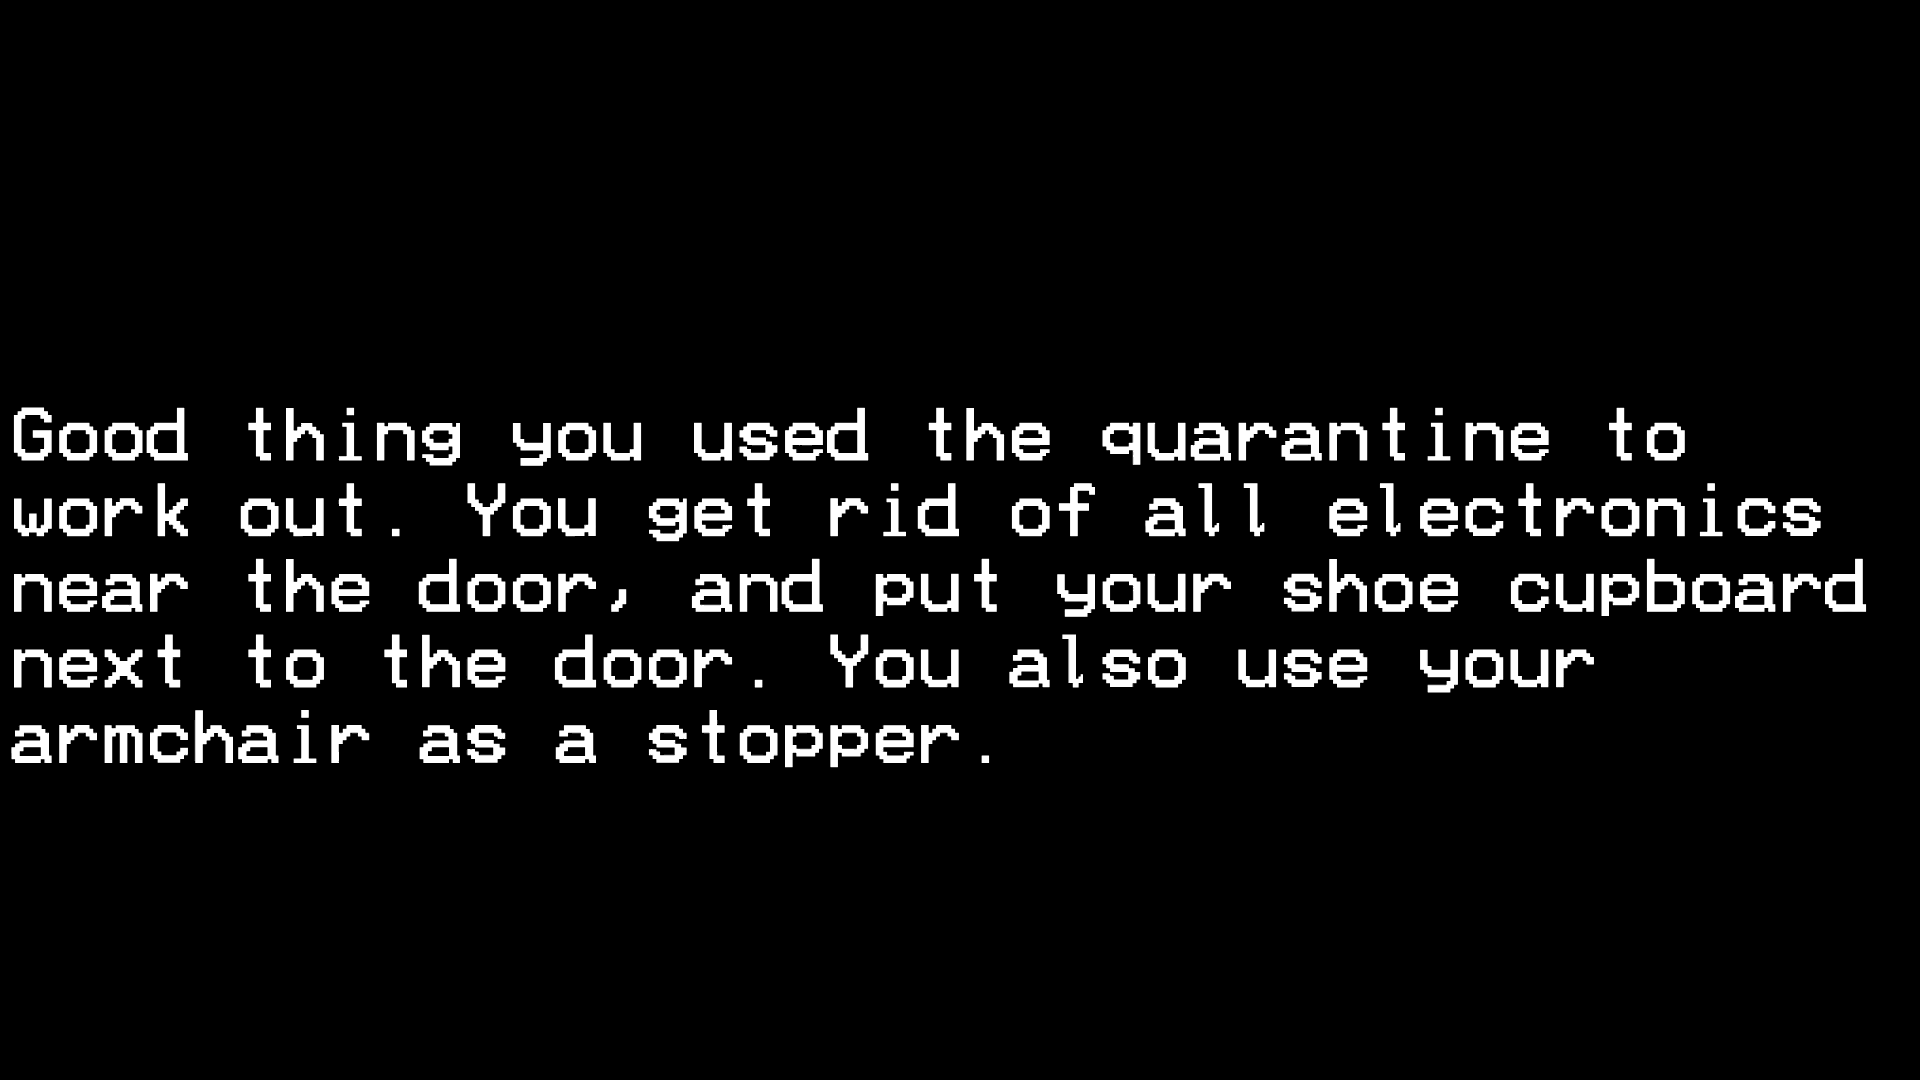 Good thing you used the quarantine to
work out. You get rid of all electronics
near the door, and put your shoe cupboard
next to the door. You also use your
armchair as a stopper.